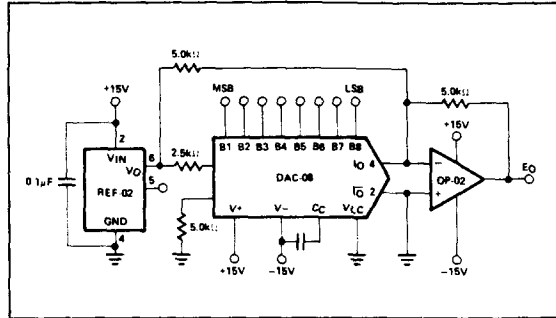 5.0kΩ
5.0kΩ
+15V
MSB
LSB
+15V
2
VIN
VO
6
2.5kΩ
B1 B2 B3 B4 B5 B6 B7 B8
IO 4
−
EO
0.1µF
REF-02
5
DAC-08
IO 2
+
OP-02
GND
4
5.0kΩ
V+
V−
CC
VLC
+15V
−15V
−15V